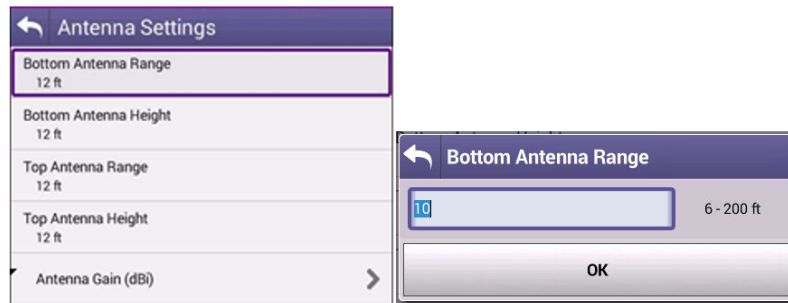 Antenna Settings
Bottom Antenna Range
12 ft
Bottom Antenna Height
12 ft
Top Antenna Range
12 ft
Top Antenna Height
12 ft
Antenna Gain (dBi)
Bottom Antenna Range
10
6 - 200 ft
OK